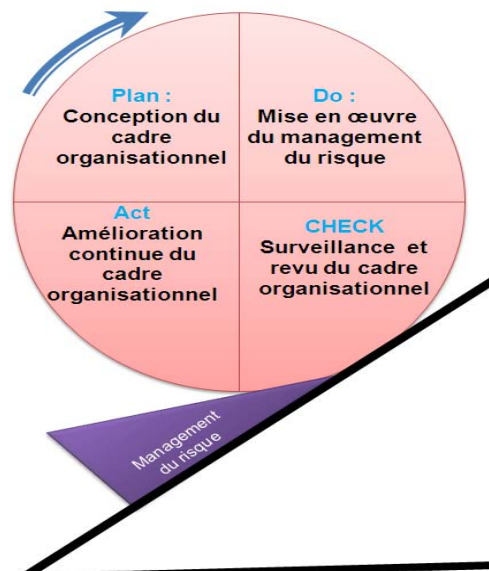 Plan :
Conception du
cadre
organisationnel
Do :
Mise en œuvre
du management
du risque
Act
Amélioration
continue du
cadre
organisationnel
CHECK
Surveillance et
revu du cadre
organisationnel
Management
du risque